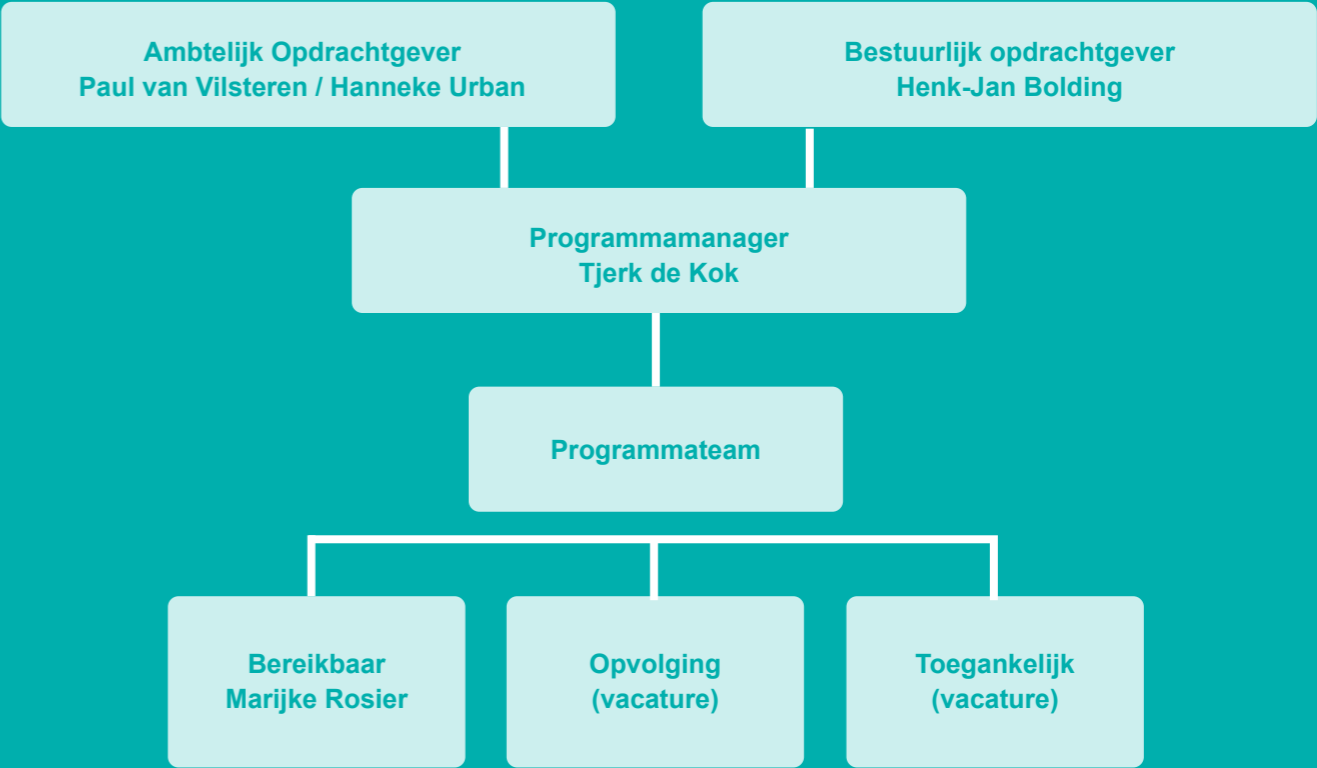 Ambtelijk Opdrachtgever
Paul van Vilsteren / Hanneke Urban
Bestuurlijk opdrachtgever
Henk-Jan Bolding
Programmamanager
Tjerk de Kok
Programmateam
Bereikbaar
Marijke Rosier
Opvolging
(vacature)
Toegankelijk
(vacature)